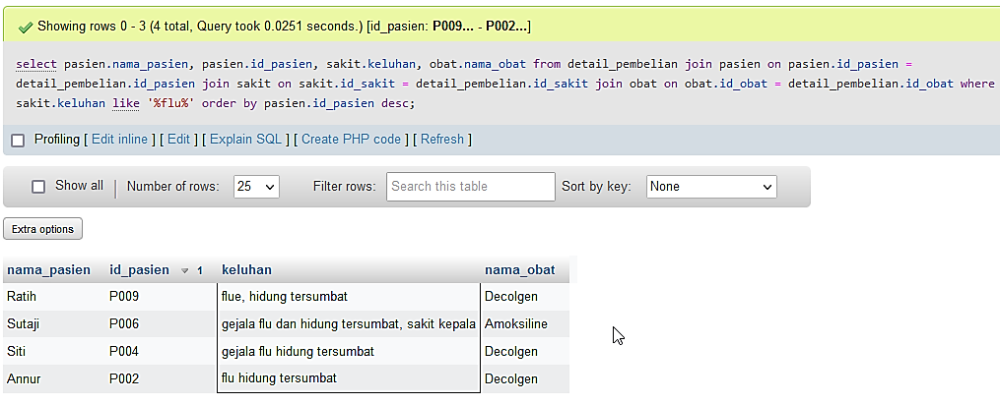 Showing rows 0 - 3 (4 total, Query took 0.0251 seconds.) [id_pasien: P009... - P002...]
select pasien.nama_pasien, pasien.id_pasien, sakit.keluhan, obat.nama_obat from detail_pembelian join pasien on pasien.id_pasien =
detail_pembelian.id_pasien join sakit on sakit.id_sakit = detail_pembelian.id_sakit join obat on obat.id_obat = detail_pembelian.id_obat where
sakit.keluhan like '%flu%' order by pasien.id_pasien desc;
Profiling [ Edit inline ] [ Edit ] [ Explain SQL ] [ Create PHP code ] [ Refresh ]
Show all | Number of rows: 25 Filter rows: Search this table Sort by key: None
Extra options
nama_pasien id_pasien 1 keluhan nama_obat
Ratih P009 flue, hidung tersumbat Decolgen
Sutaji P006 gejala flu dan hidung tersumbat, sakit kepala Amoksiline
Siti P004 gejala flu hidung tersumbat Decolgen
Annur P002 flu hidung tersumbat Decolgen